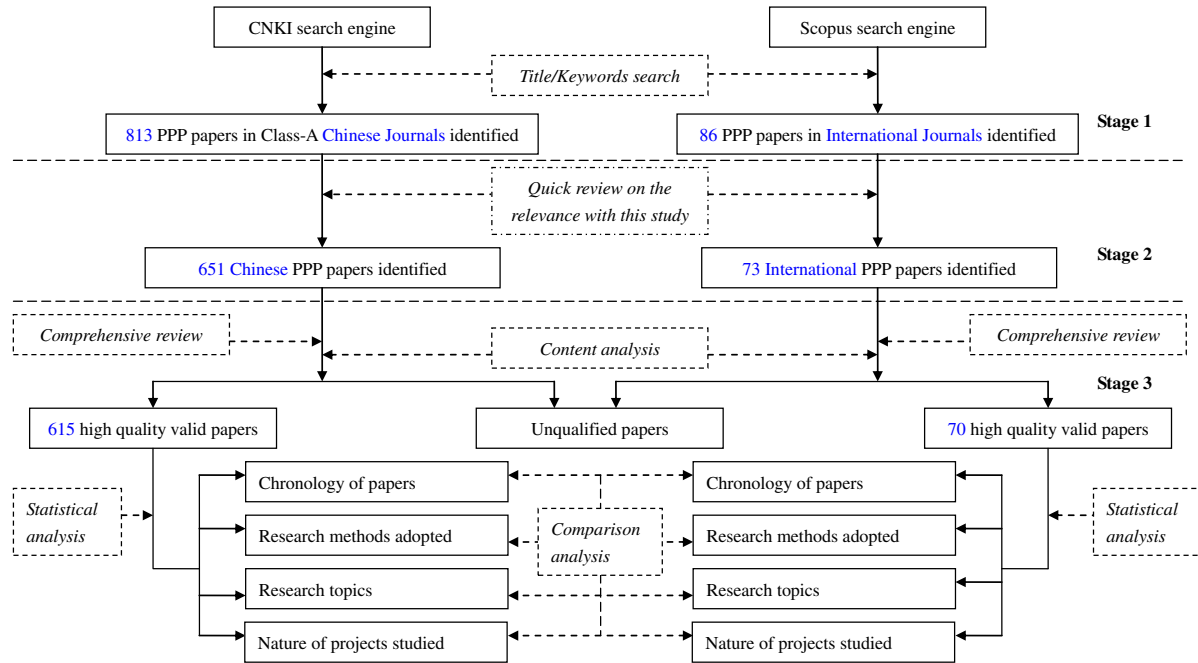 CNKI search engine
Scopus search engine
Title/Keywords search
813 PPP papers in Class-A Chinese Journals identified
86 PPP papers in International Journals identified
Stage 1
Quick review on the
relevance with this study
651 Chinese PPP papers identified
73 International PPP papers identified
Stage 2
Comprehensive review
Content analysis
Comprehensive review
Stage 3
615 high quality valid papers
Unqualified papers
70 high quality valid papers
Statistical
analysis
Chronology of papers
Research methods adopted
Research topics
Nature of projects studied
Comparison
analysis
Chronology of papers
Research methods adopted
Research topics
Nature of projects studied
Statistical
analysis